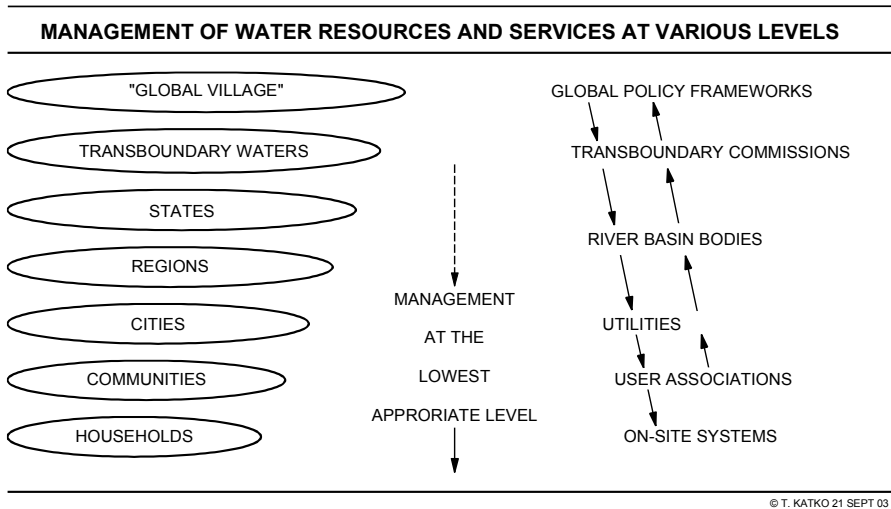 MANAGEMENT OF WATER RESOURCES AND SERVICES AT VARIOUS LEVELS
"GLOBAL VILLAGE"
TRANSBOUNDARY WATERS
STATES
REGIONS
CITIES
COMMUNITIES
HOUSEHOLDS
MANAGEMENT
AT THE
LOWEST
APPRORIATE LEVEL
GLOBAL POLICY FRAMEWORKS
TRANSBOUNDARY COMMISSIONS
RIVER BASIN BODIES
UTILITIES
USER ASSOCIATIONS
ON-SITE SYSTEMS
© T. KATKO 21 SEPT 03